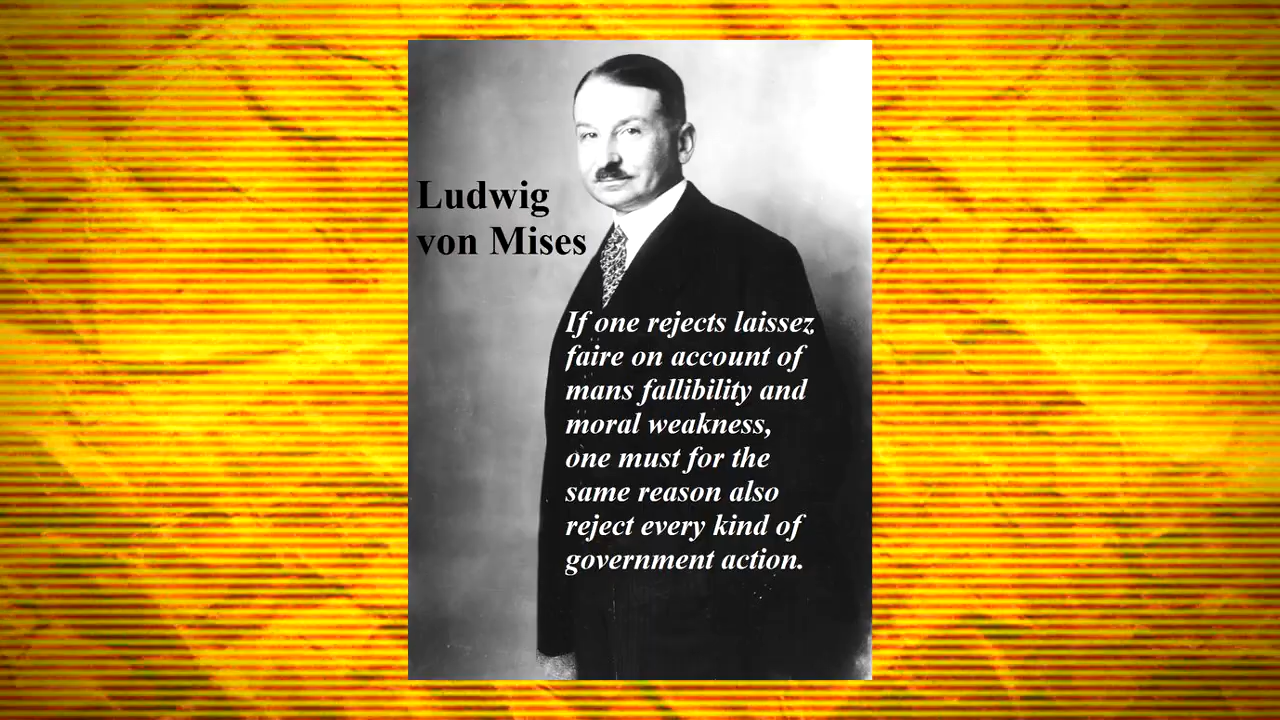 Ludwig
von Mises
If one rejects laissez
faire on account of
mans fallibility and
moral weakness,
one must for the
same reason also
reject every kind of
government action.